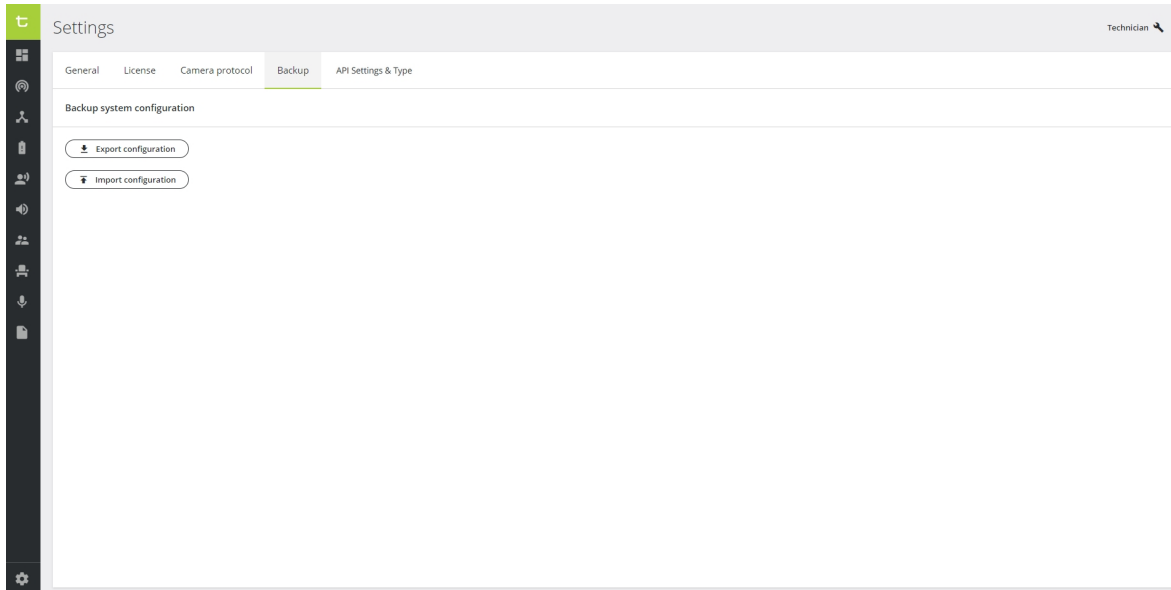 Settings
Technician
General License Camera protocol Backup API Settings & Type
Backup system configuration
Export configuration
Import configuration